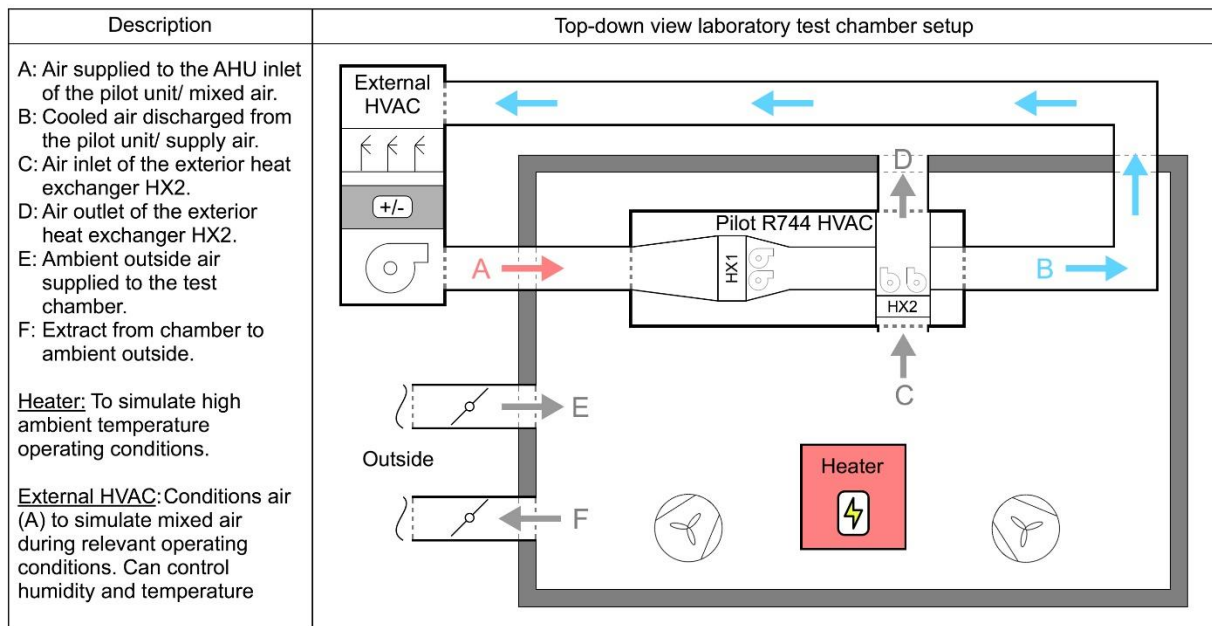 Description
A: Air supplied to the AHU inlet
of the pilot unit/ mixed air.
B: Cooled air discharged from
the pilot unit/ supply air.
C: Air inlet of the exterior heat
exchanger HX2.
D: Air outlet of the exterior
heat exchanger HX2.
E: Ambient outside air
supplied to the test
chamber.
F: Extract from chamber to
ambient outside.
Heater: To simulate high
ambient temperature
operating conditions.
External HVAC: Conditions air
(A) to simulate mixed air
during relevant operating
conditions. Can control
humidity and temperature
Top-down view laboratory test chamber setup
External
HVAC
+/-
D
Pilot R744 HVAC
A
HX1
B
HX2
C
E
Outside
F
Heater